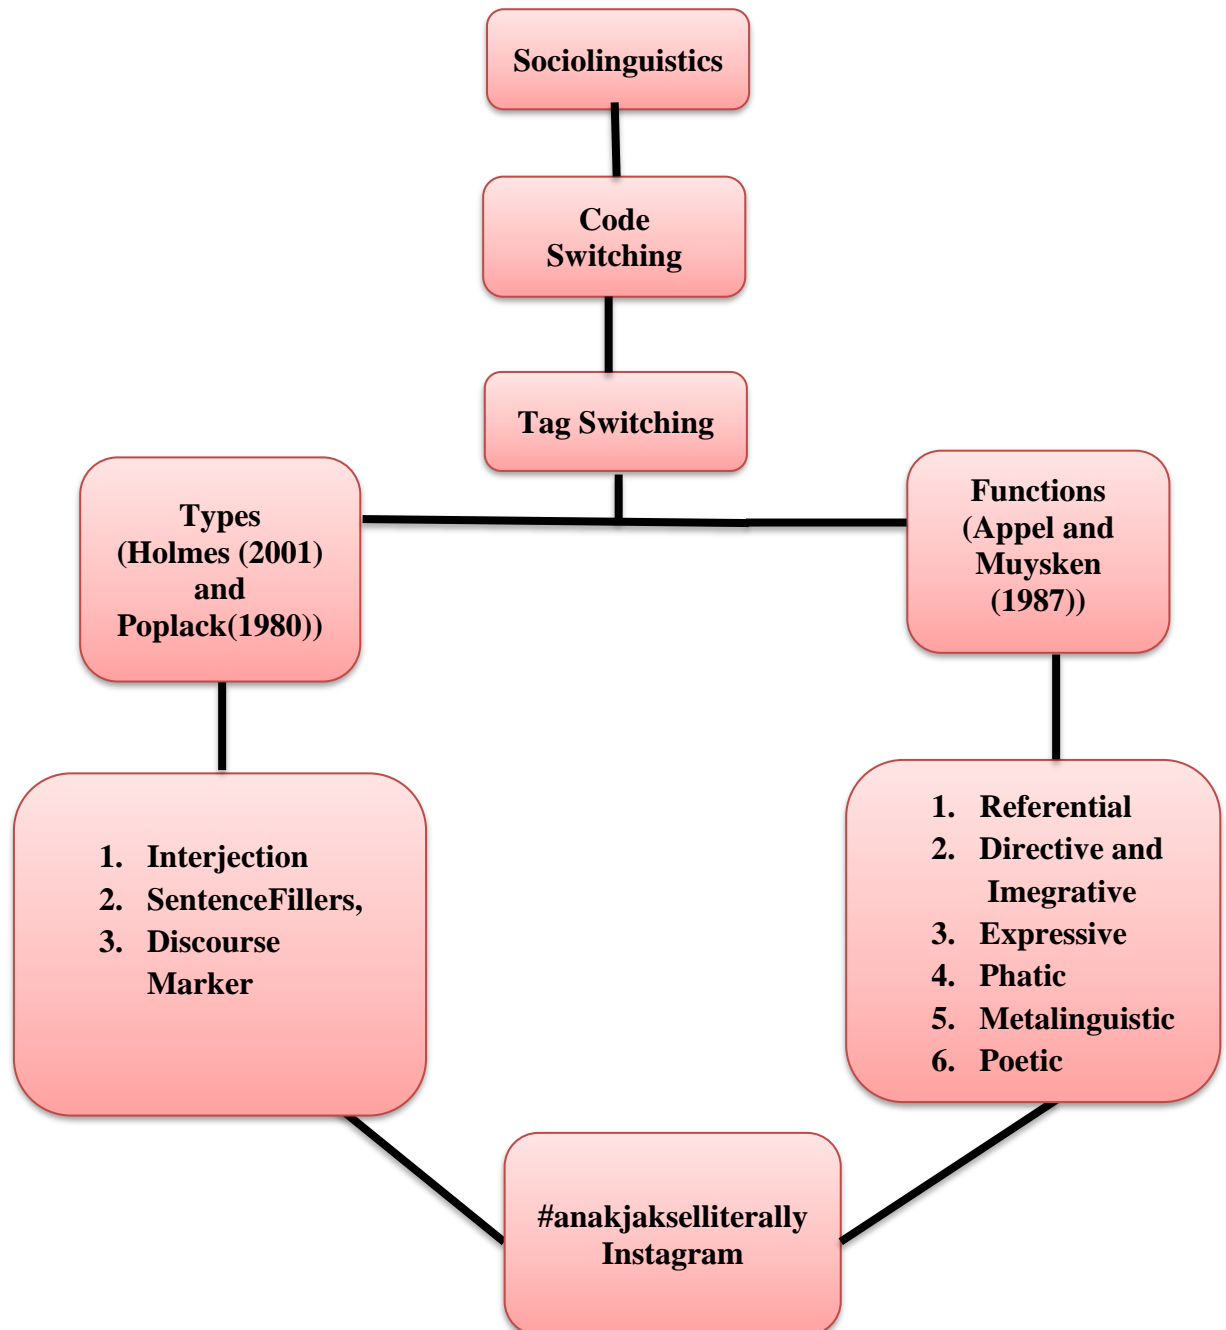 Sociolinguistics
Code
Switching
Tag Switching
Types
(Holmes (2001)
and
Poplack(1980))
Functions
(Appel and
Muysken
(1987))
1. Interjection
2. SentenceFillers,
3. Discourse
Marker
1. Referential
2. Directive and
Imegrative
3. Expressive
4. Phatic
5. Metalinguistic
6. Poetic
#anakjakselliterally
Instagram